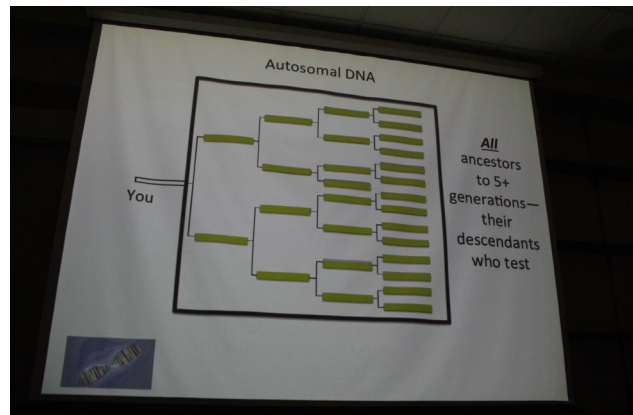 Autosomal DNA
You
All
ancestors
to 5+
generations—
their
descendants
who test